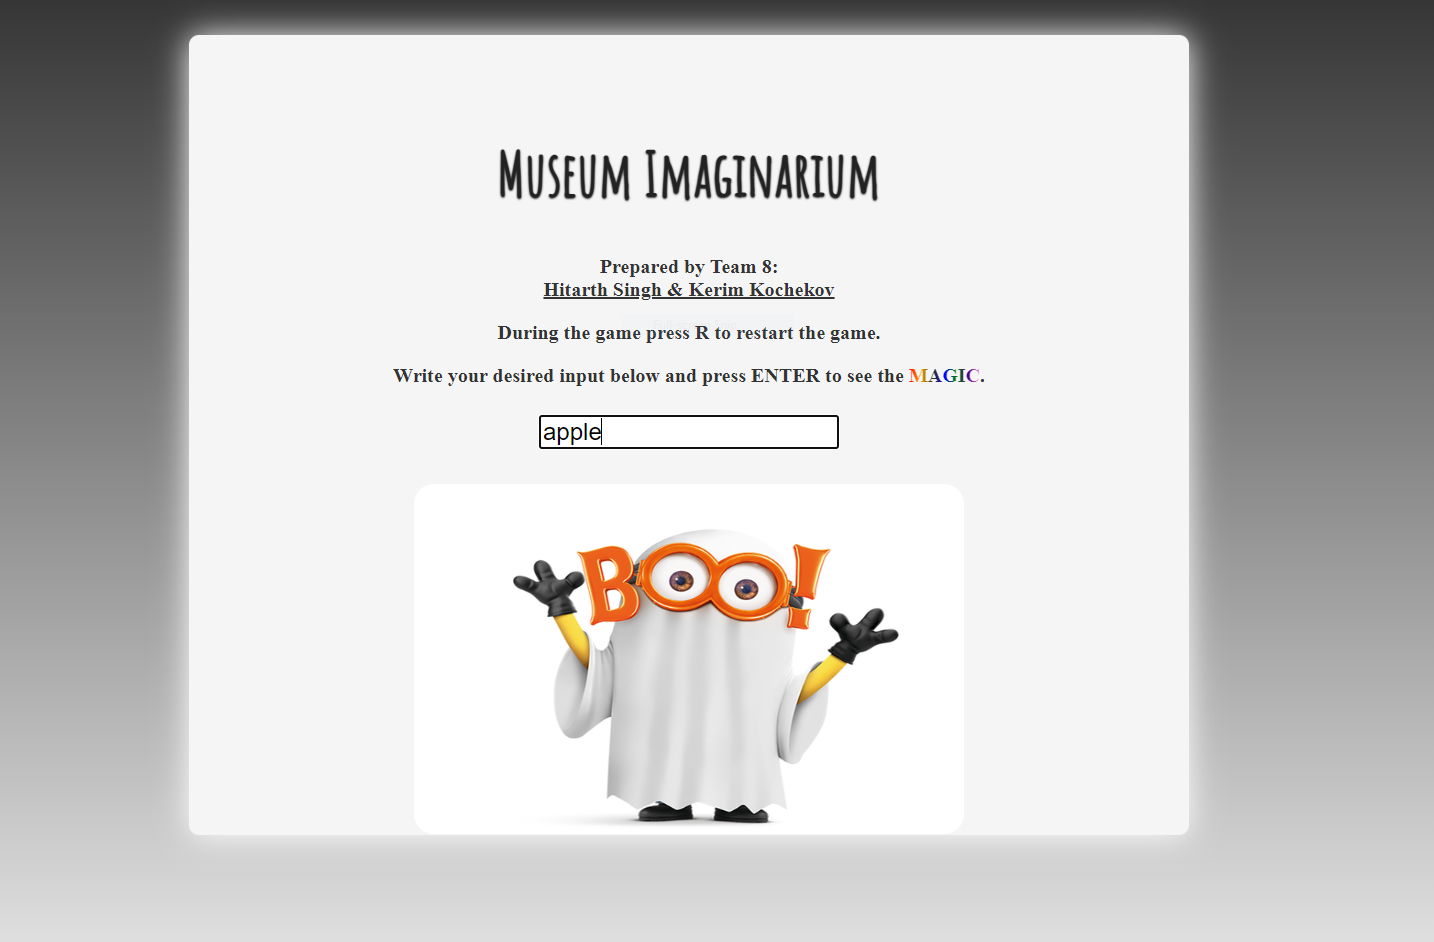 Museum Imaginarium
Prepared by Team 8:
Hitarth Singh & Kerim Kochekov
During the game press R to restart the game.
Write your desired input below and press ENTER to see the MAGIC.
apple
BOO!